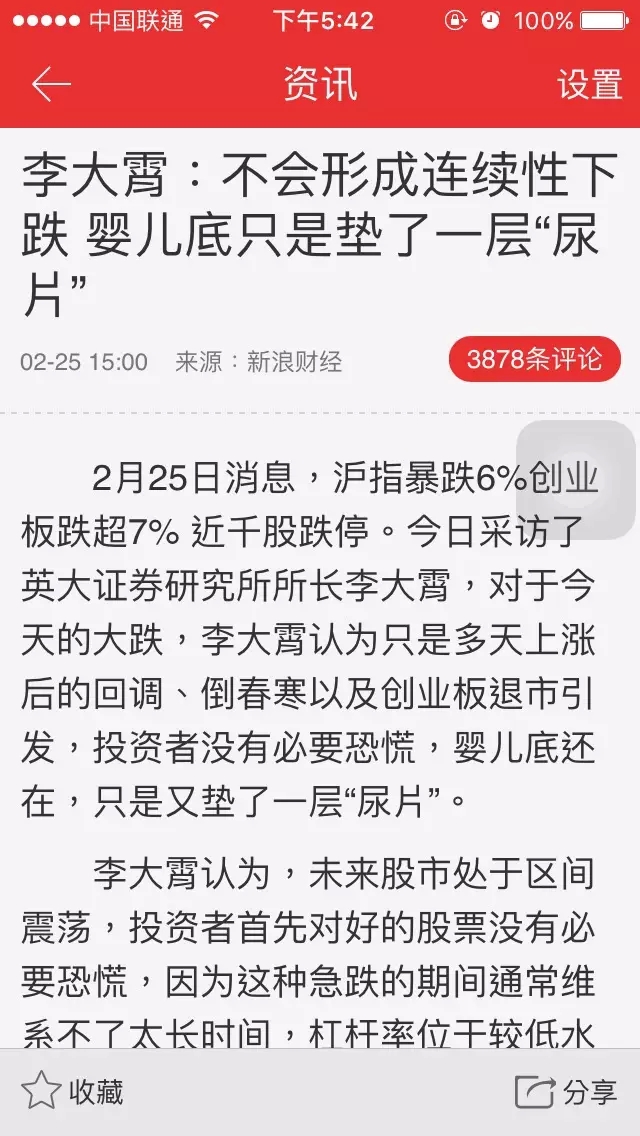 中国联通 下午5:42 100%
资讯 设置
李大霄：不会形成连续性下
跌 婴儿底只是垫了一层“尿
片”
02-25 15:00 来源：新浪财经 3878条评论
2月25日消息，沪指暴跌6%创业
板跌超7% 近千股跌停。今日采访了
英大证券研究所所长李大霄，对于今
天的大跌，李大霄认为只是多天上涨
后的回调、倒春寒以及创业板退市引
发，投资者没有必要恐慌，婴儿底还
在，只是又垫了一层“尿片”。
李大霄认为，未来股市处于区间
震荡，投资者首先对好的股票没有必
要恐慌，因为这种急跌的期间通常维
系不了太长时间，杠杆率位于较低水
收藏 分享